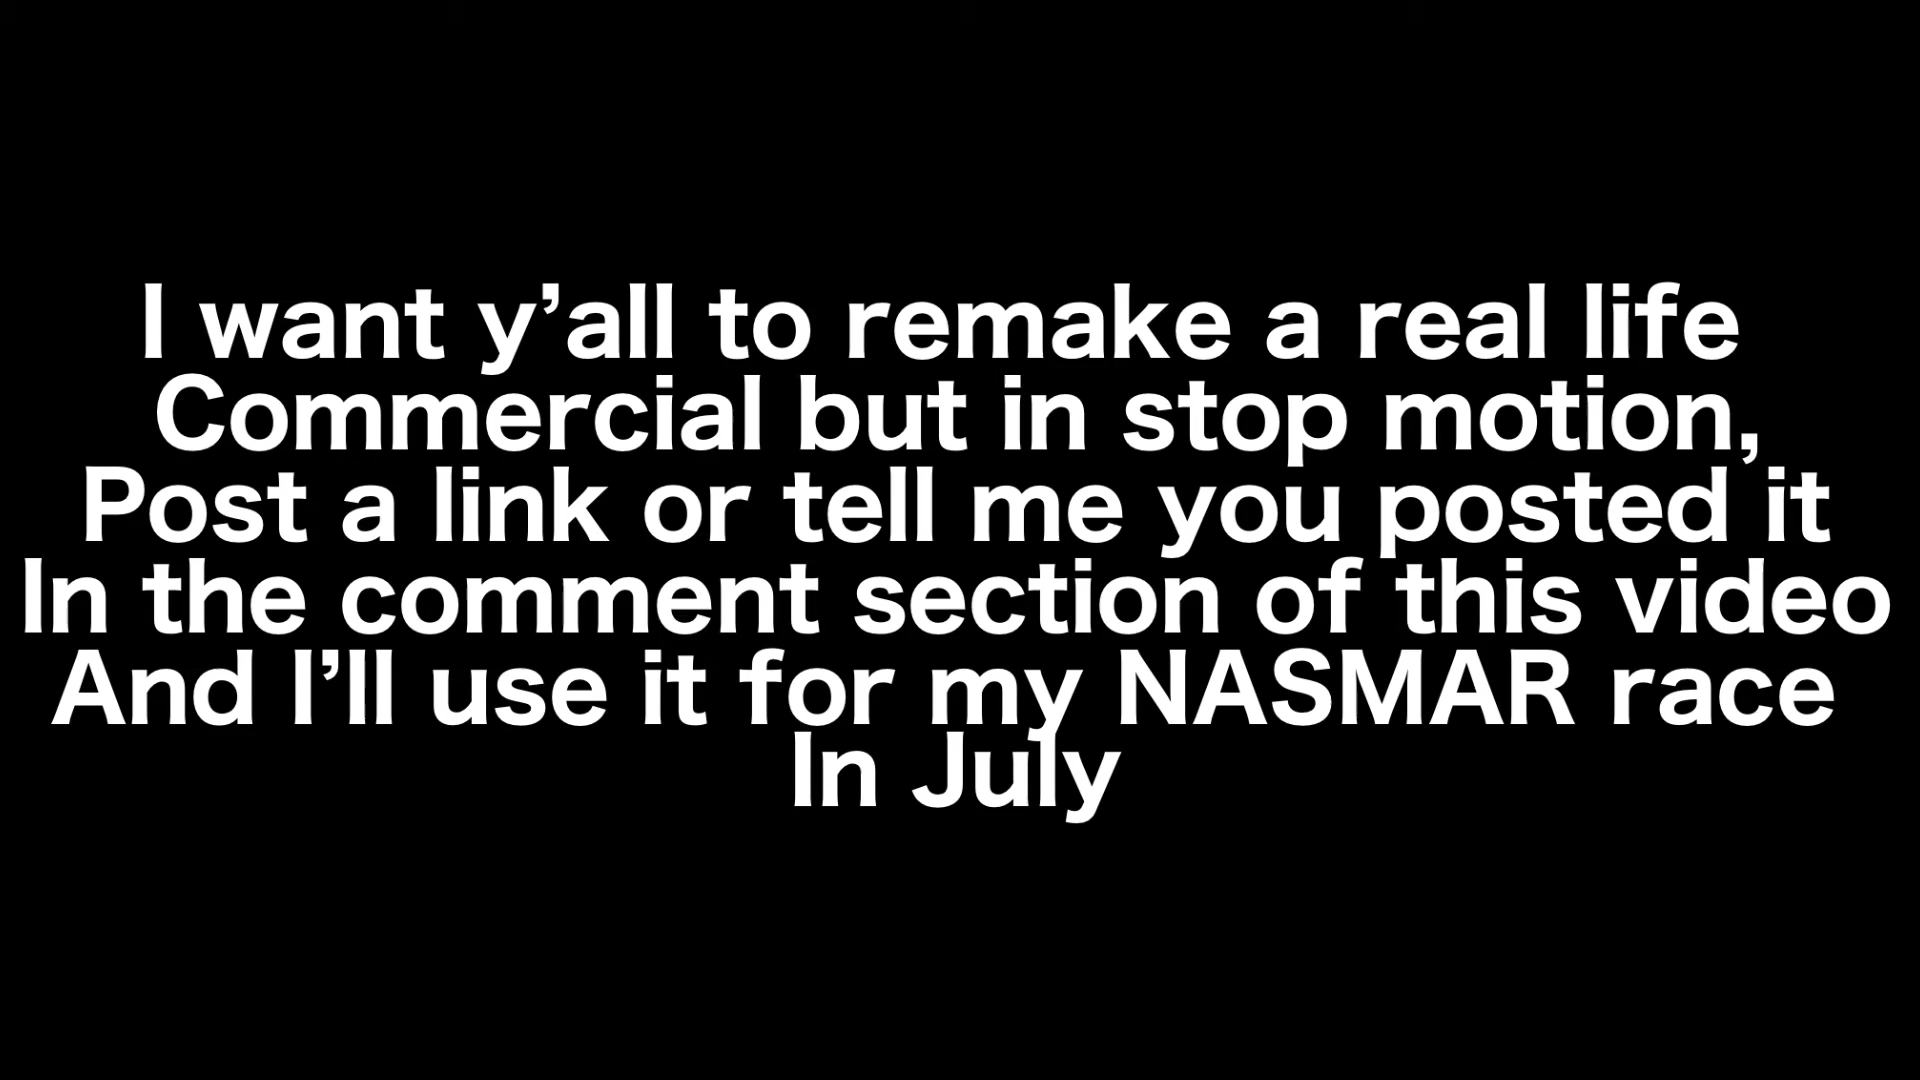 I want y’all to remake a real life
Commercial but in stop motion,
Post a link or tell me you posted it
In the comment section of this video
And I’ll use it for my NASMAR race
In July